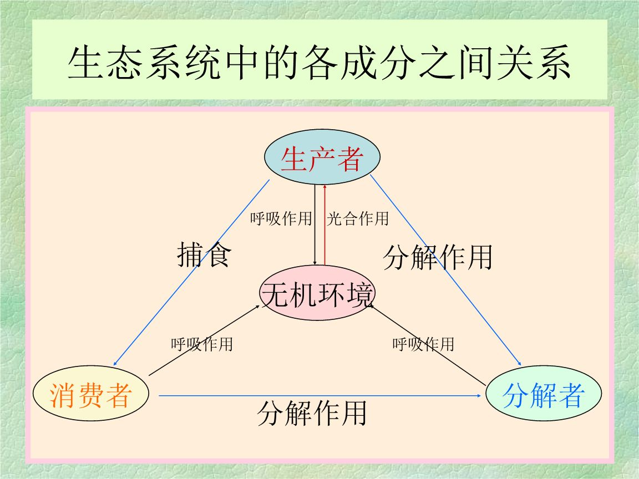 生态系统中的各成分之间关系
生产者
呼吸作用
光合作用
捕食
分解作用
无机环境
呼吸作用
呼吸作用
消费者
分解者
分解作用